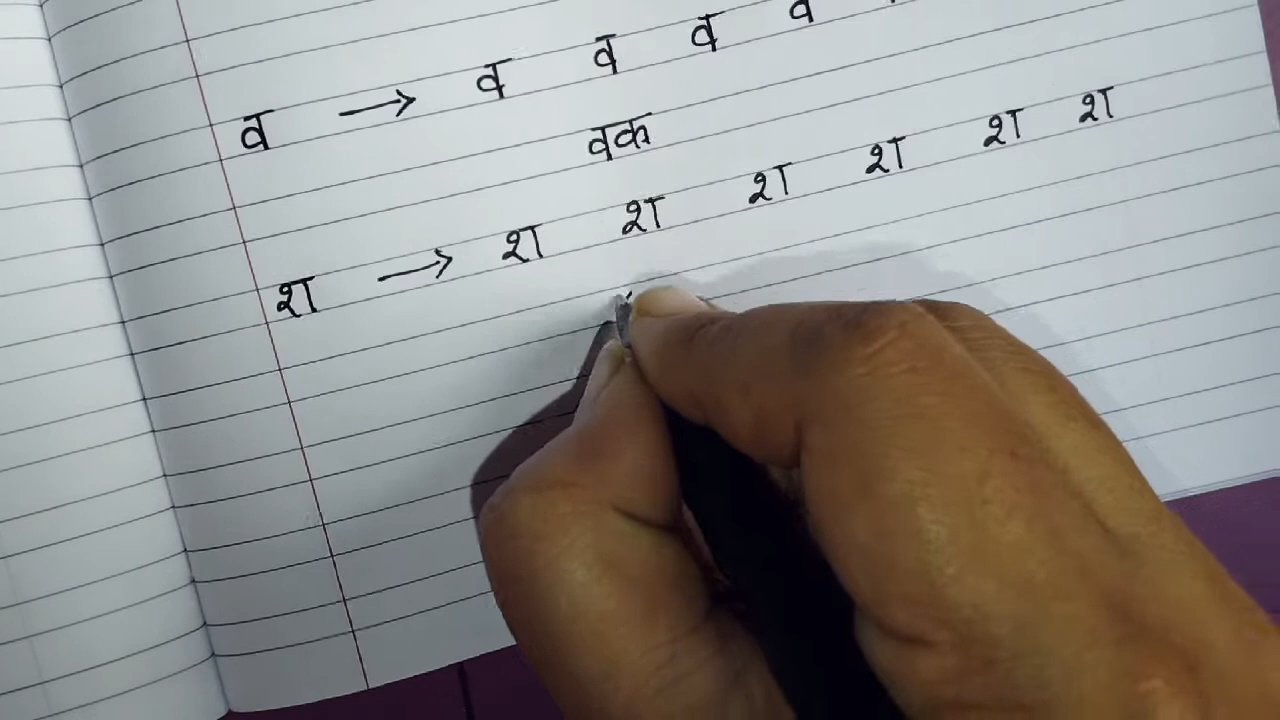 व → व व व व
वक
श → श श श श श श